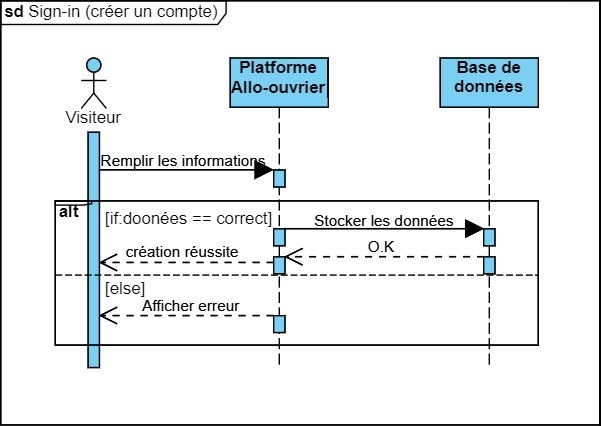 sd Sign-in (créer un compte)
Platforme
Allo-ouvrier
Base de
données
Visiteur
Remplir les informations
alt
[if:doonées == correct]
Stocker les données
création réussite
O.K
[else]
Afficher erreur